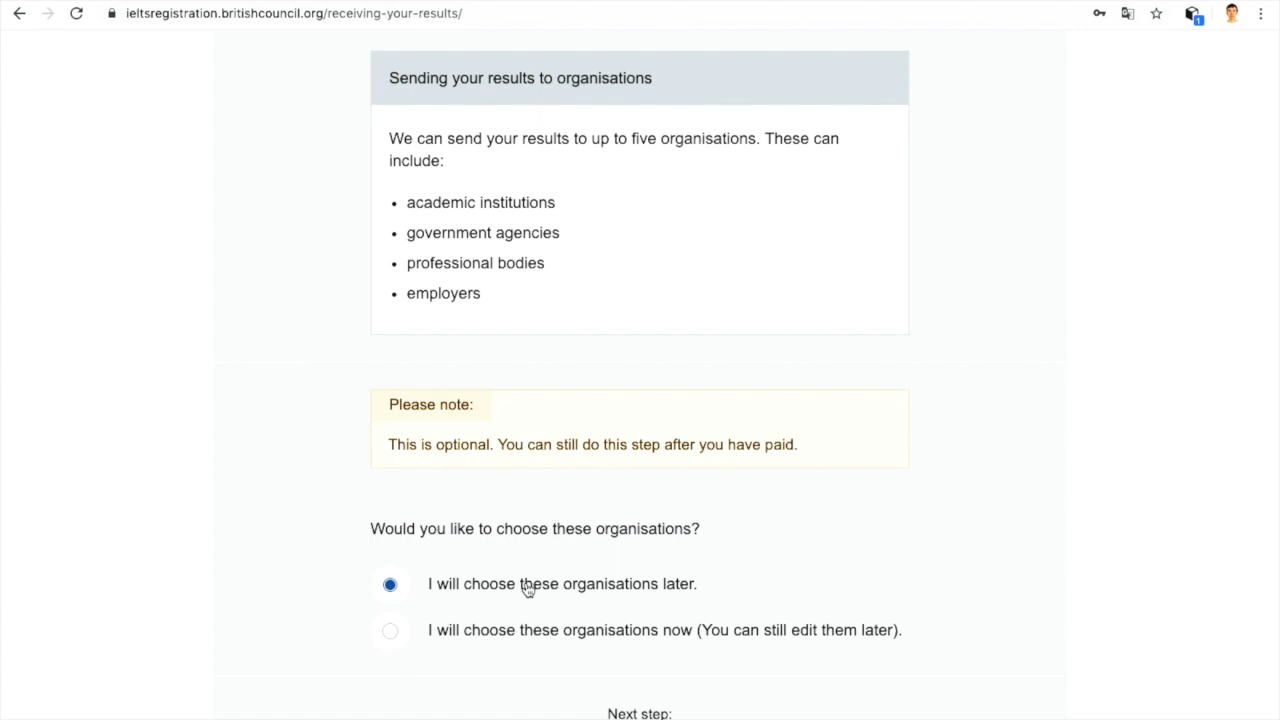 ieltsregistration.britishcouncil.org/receiving-your-results/
1
Sending your results to organisations
We can send your results to up to five organisations. These can
include:
• academic institutions
• government agencies
• professional bodies
• employers
Please note:
This is optional. You can still do this step after you have paid.
Would you like to choose these organisations?
I will choose these organisations later.
I will choose these organisations now (You can still edit them later).
Next step: